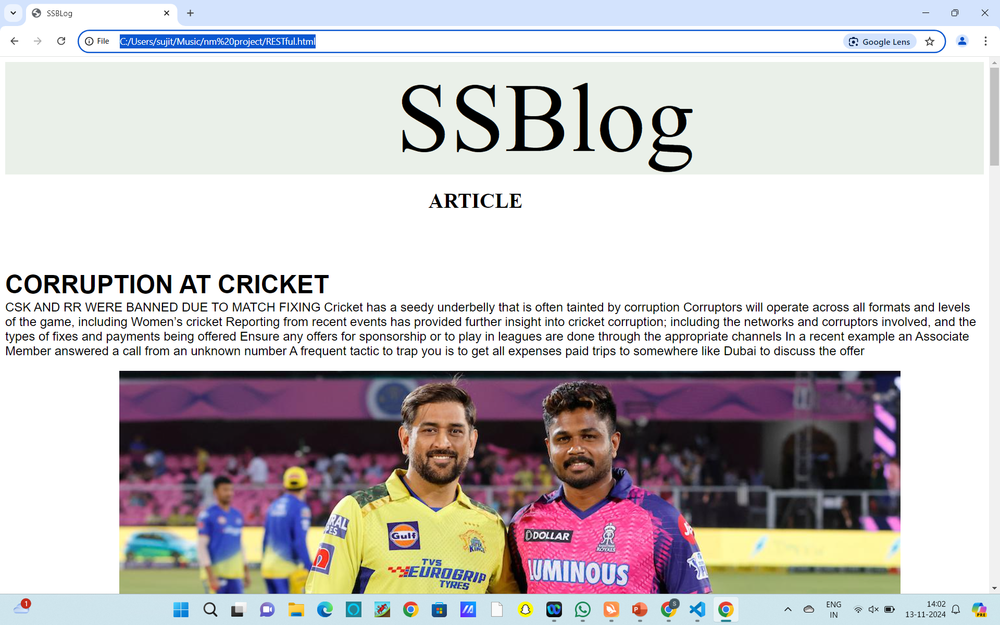 SSBLog
File
C:/Users/sujit/Music/nm%20project/RESTful.html
Google Lens
SSBlog
ARTICLE
CORRUPTION AT CRICKET
CSK AND RR WERE BANNED DUE TO MATCH FIXING Cricket has a seedy underbelly that is often tainted by corruption Corruptors will operate across all formats and levels
of the game, including Women’s cricket Reporting from recent events has provided further insight into cricket corruption; including the networks and corruptors involved, and the
types of fixes and payments being offered Ensure any offers for sponsorship or to play in leagues are done through the appropriate channels In a recent example an Associate
Member answered a call from an unknown number A frequent tactic to trap you is to get all expenses paid trips to somewhere like Dubai to discuss the offer
Gulf
SUPER
KINGS
TVS
EUROGRIP
TYRES
DOLLAR
RAJASTHAN
ROYALS
LUMINOUS
1
S
P
PRE
ENG
IN
14:02
13-11-2024